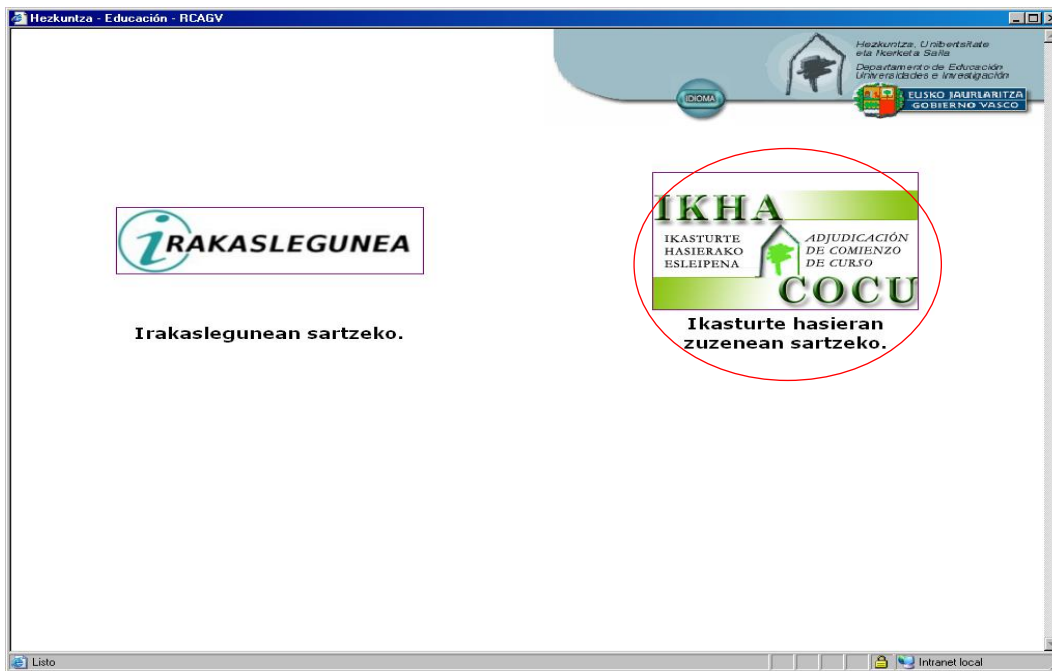 Hezkuntza - Educación - RCAGV
Hezkuntza, Unibertsitate
eta Ikerketa Saila
Departamento de Educación
Universidades e Investigación
IDIOMA
EUSKO JAURLARITZA
GOBIERNO VASCO
iRAKASLEGUNEA
Irakaslegunean sartzeko.
IKHA
IKASTURTE
HASIERAKO
ESLEIPENA
ADJUDICACIÓN
DE COMIENZO
DE CURSO
COCU
Ikasturte hasieran
zuzenean sartzeko.
Listo
Intranet local